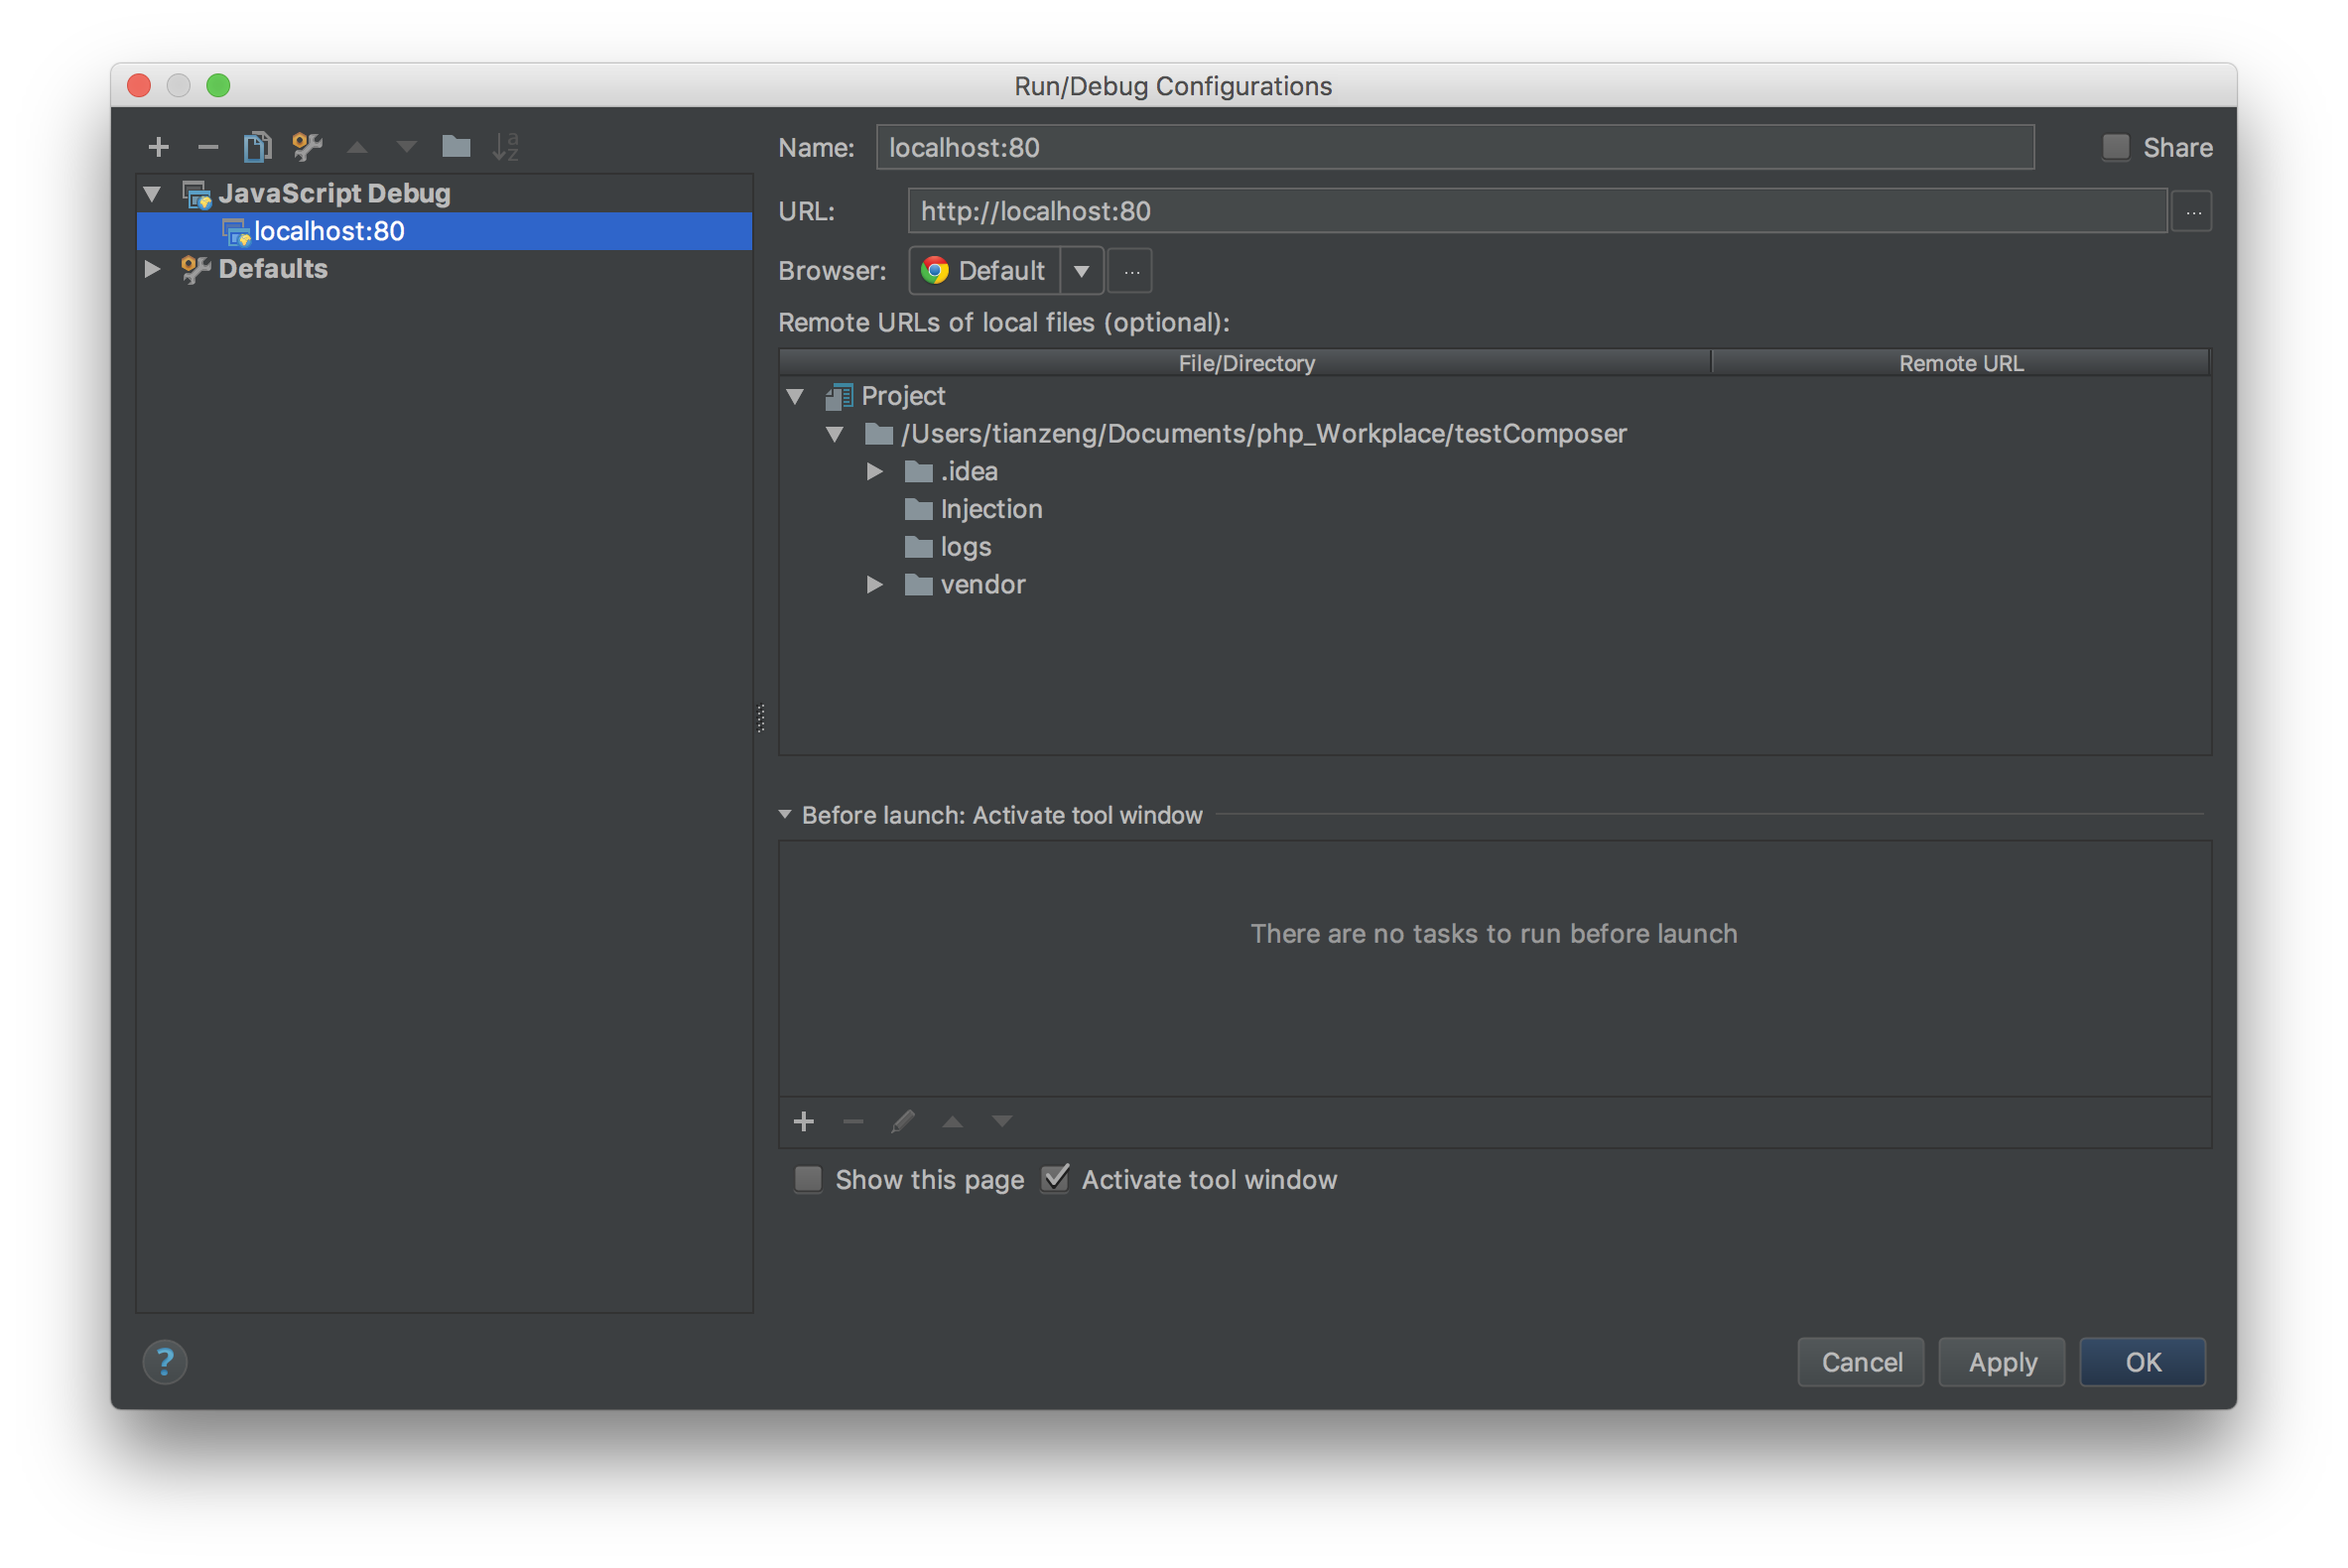 Run/Debug Configurations
JavaScript Debug
localhost:80
Defaults
Name: localhost:80
Share
URL: http://localhost:80
...
Browser: Default
...
Remote URLs of local files (optional):
File/Directory
Remote URL
Project
/Users/tianzeng/Documents/php_Workplace/testComposer
.idea
Injection
logs
vendor
Before launch: Activate tool window
There are no tasks to run before launch
Show this page
Activate tool window
?
Cancel
Apply
OK